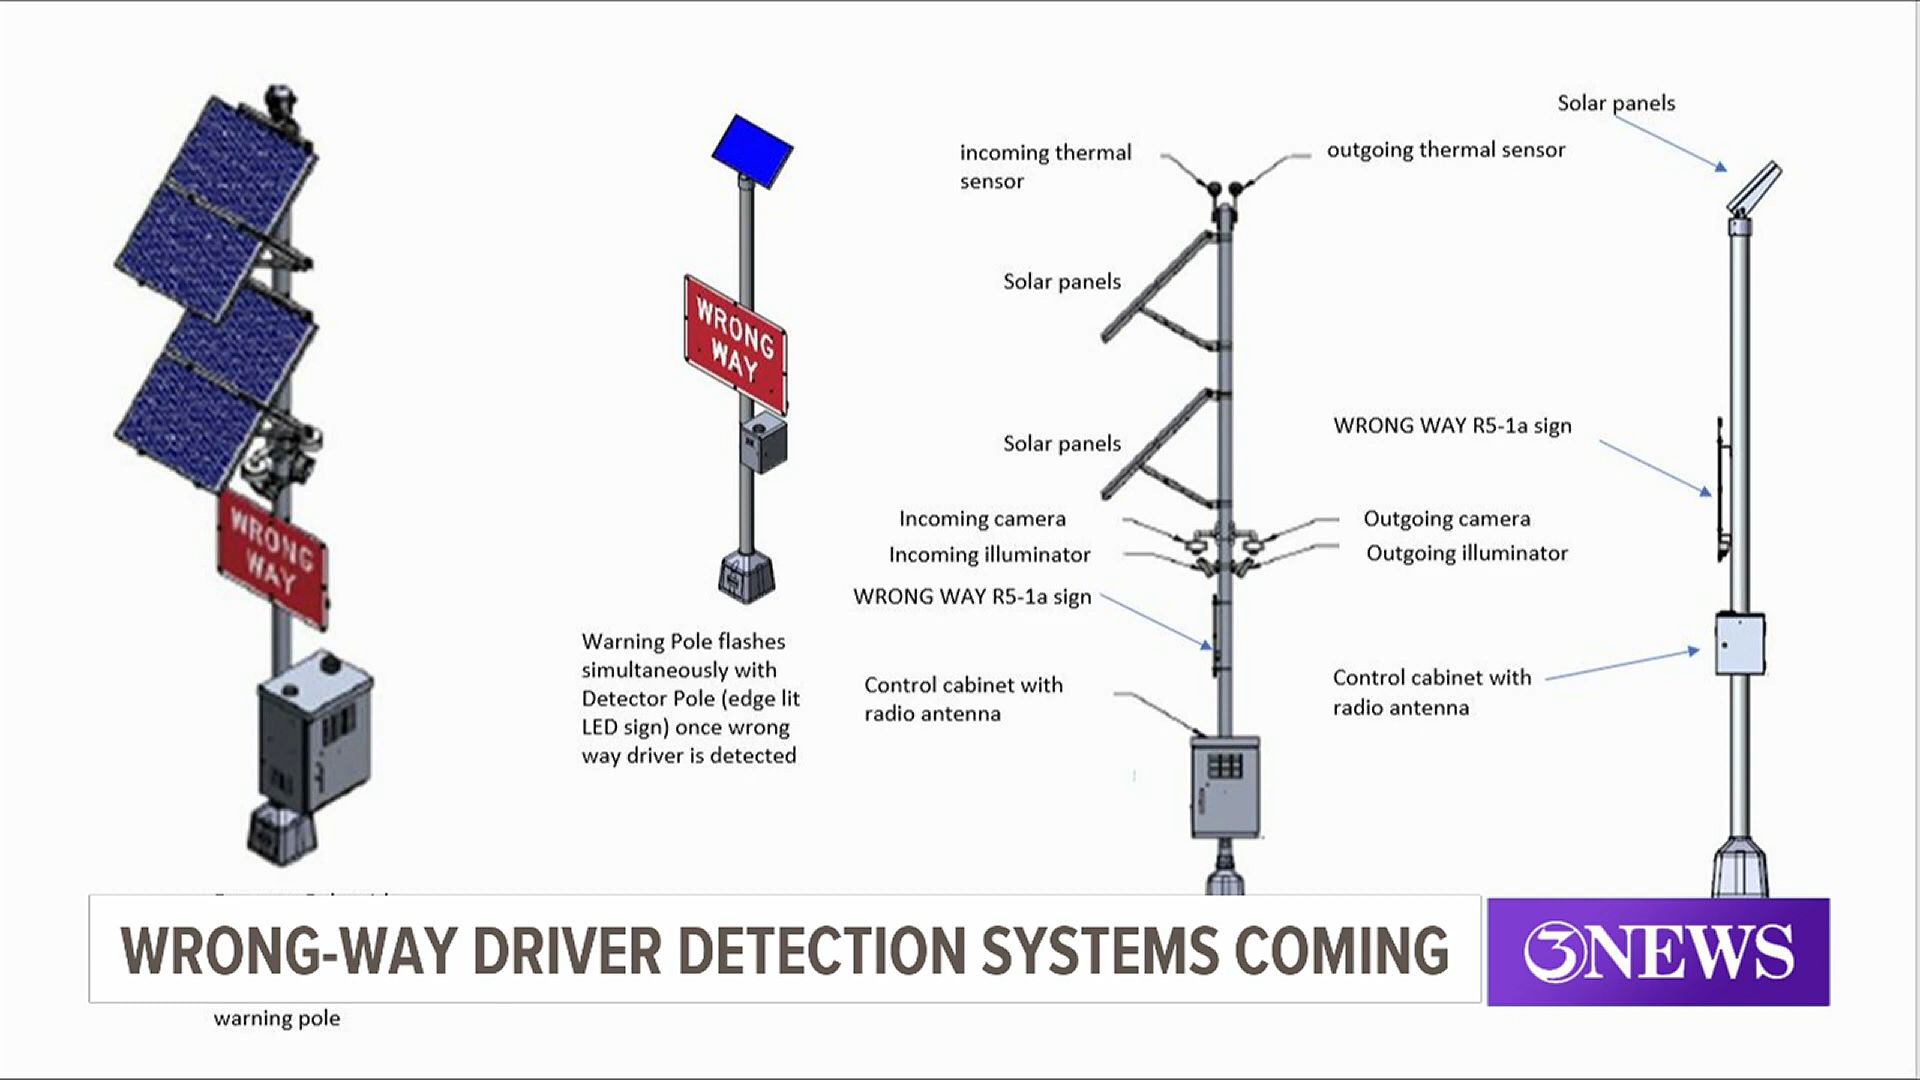 Solar panels
incoming thermal
sensor
outgoing thermal sensor
Solar panels
WRONG
WAY
WRONG WAY R5-1a sign
Solar panels
Incoming camera
Outgoing camera
Incoming illuminator
Outgoing illuminator
WRONG
WAY
WRONG WAY R5-1a sign
Warning Pole flashes
simultaneously with
Detector Pole (edge lit
LED sign) once wrong
way driver is detected
Control cabinet with
radio antenna
Control cabinet with
radio antenna
WRONG-WAY DRIVER DETECTION SYSTEMS COMING
3NEWS
warning pole